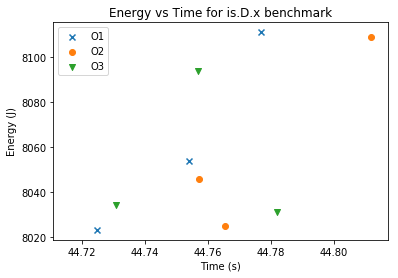 Energy vs Time for is.D.x benchmark
O1
O2
O3
8100
8080
8060
8040
8020
Energy (J)
44.72
44.74
44.76
44.78
44.80
Time (s)